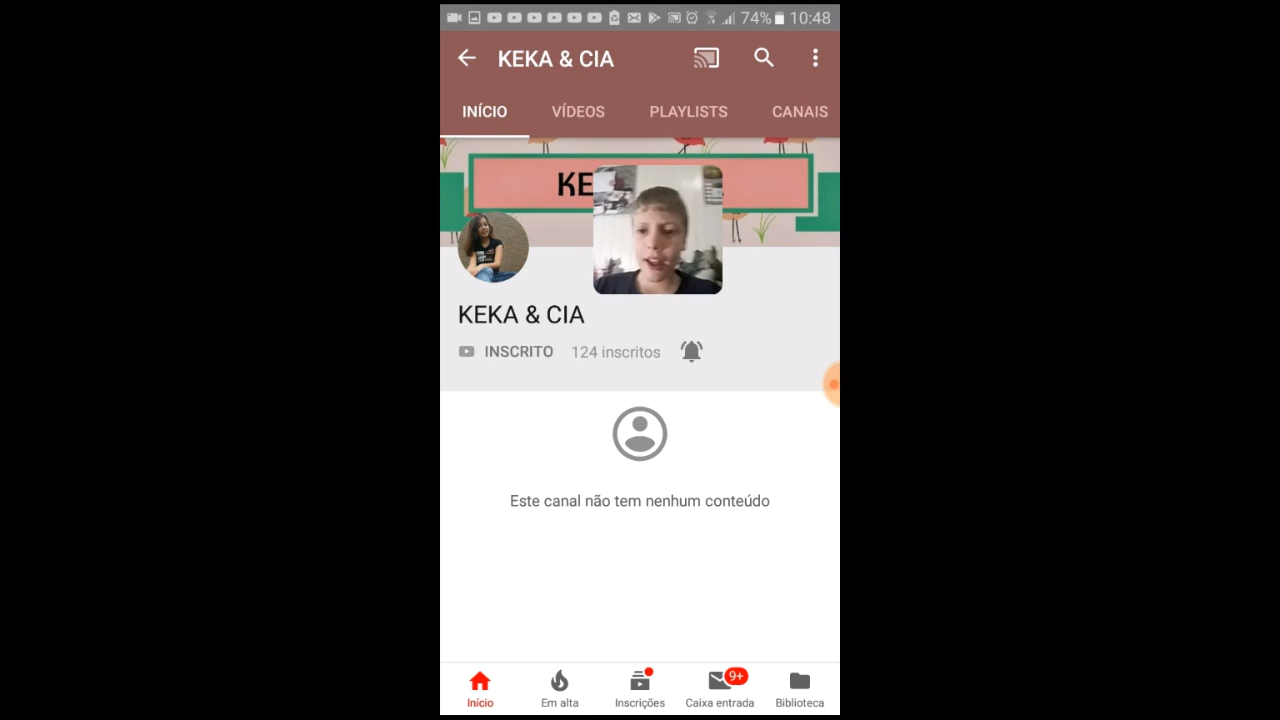 74% 10:48
KEKA & CIA
INÍCIO VÍDEOS PLAYLISTS CANAIS
KE
KEKA & CIA
INSCRITO 124 inscritos
Este canal não tem nenhum conteúdo
9+
Início Em alta Inscrições Caixa entrada Biblioteca